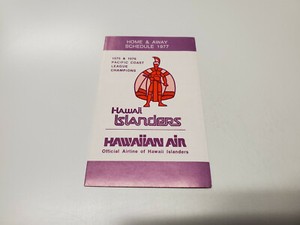 HOME & AWAY
SCHEDULE 1977
1975 & 1976
PACIFIC COAST
LEAGUE
CHAMPIONS
HAWAII
ISLANDERS
HAWAIIAN AIR
Official Airline of Hawaii Islanders